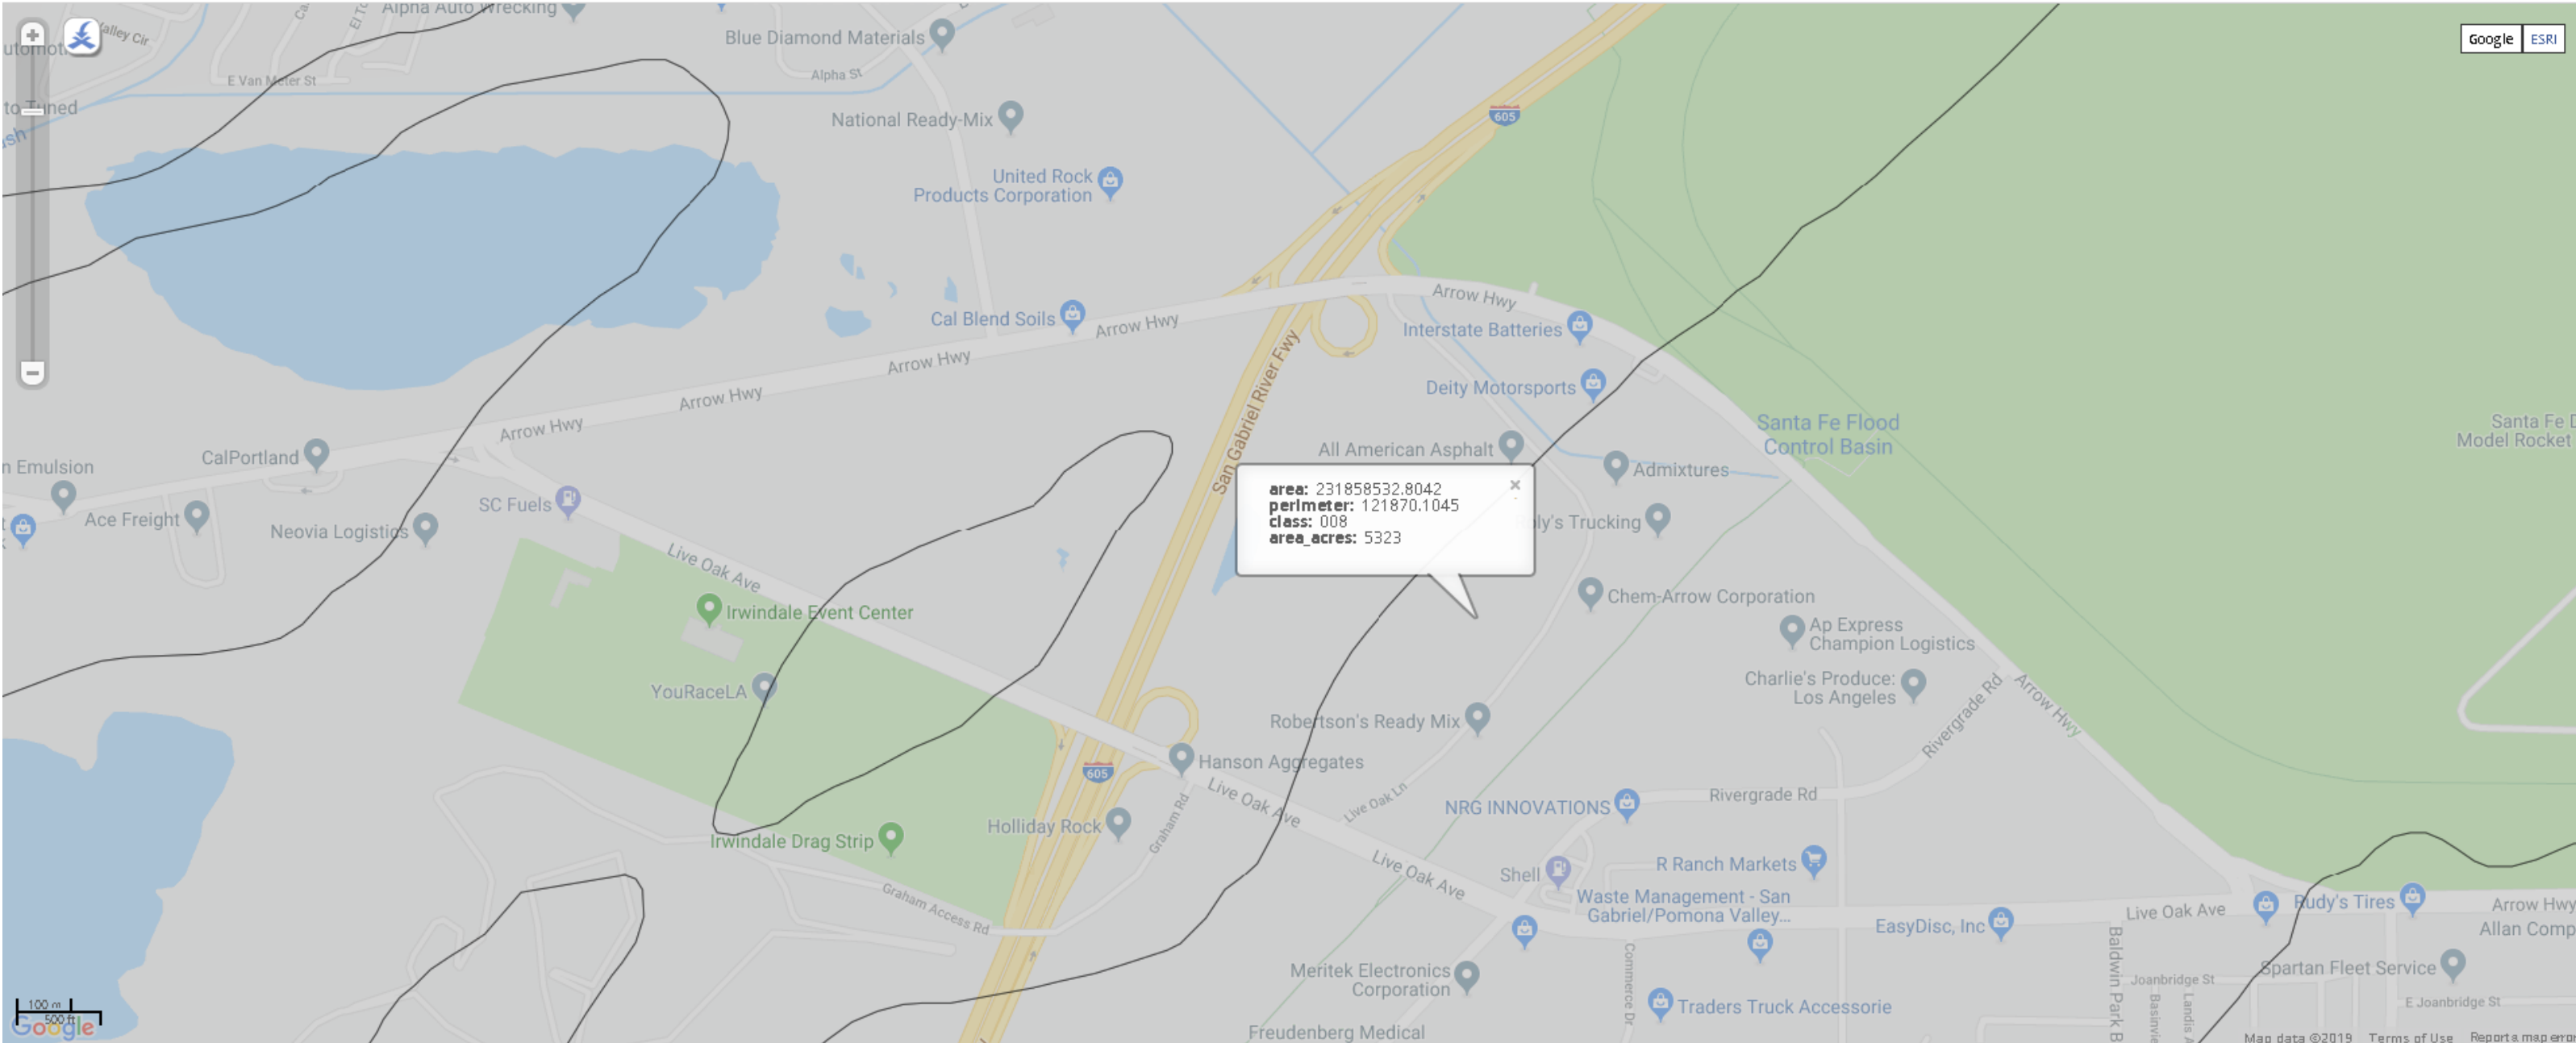 Alpha Auto Wrecking
Valley Cir
E Van Meter St
Blue Diamond Materials
Alpha St
Google
ESRI
National Ready-Mix
605
United Rock
Products Corporation
Cal Blend Soils
Arrow Hwy
Arrow Hwy
Arrow Hwy
Arrow Hwy
Arrow Hwy
Interstate Batteries
Deity Motorsports
San Gabriel River Fwy
Santa Fe Flood
Control Basin
Santa Fe D
Model Rocket
All American Asphalt
Admixtures
CalPortland
n Emulsion
Ace Freight
Neovia Logistics
SC Fuels
area: 231858532.8042
perimeter: 121870.1045
class: 008
area_acres: 5323
×
Trucking
Live Oak Ave
Irwindale Event Center
Chem-Arrow Corporation
Ap Express
Champion Logistics
YouRaceLA
Charlie's Produce:
Los Angeles
Robertson's Ready Mix
Rivergrade Rd
Arrow Hwy
Hanson Aggregates
605
Live Oak Ave
Live Oak Ln
NRG INNOVATIONS
Rivergrade Rd
Irwindale Drag Strip
Holliday Rock
Graham Rd
Live Oak Ave
Shell
R Ranch Markets
Waste Management - San
Gabriel/Pomona Valley...
Graham Access Rd
EasyDisc, Inc
Live Oak Ave
Rudy's Tires
Arrow Hwy
Allan Comp
Meritek Electronics
Corporation
Commerce Dr
Baldwin Park B
Joanbridge St
Spartan Fleet Service
E Joanbridge St
Basinvie
Landis A
Traders Truck Accessorie
Freudenberg Medical
100 m
500 ft
Google
Map data ©2019
Terms of Use
Report a map error